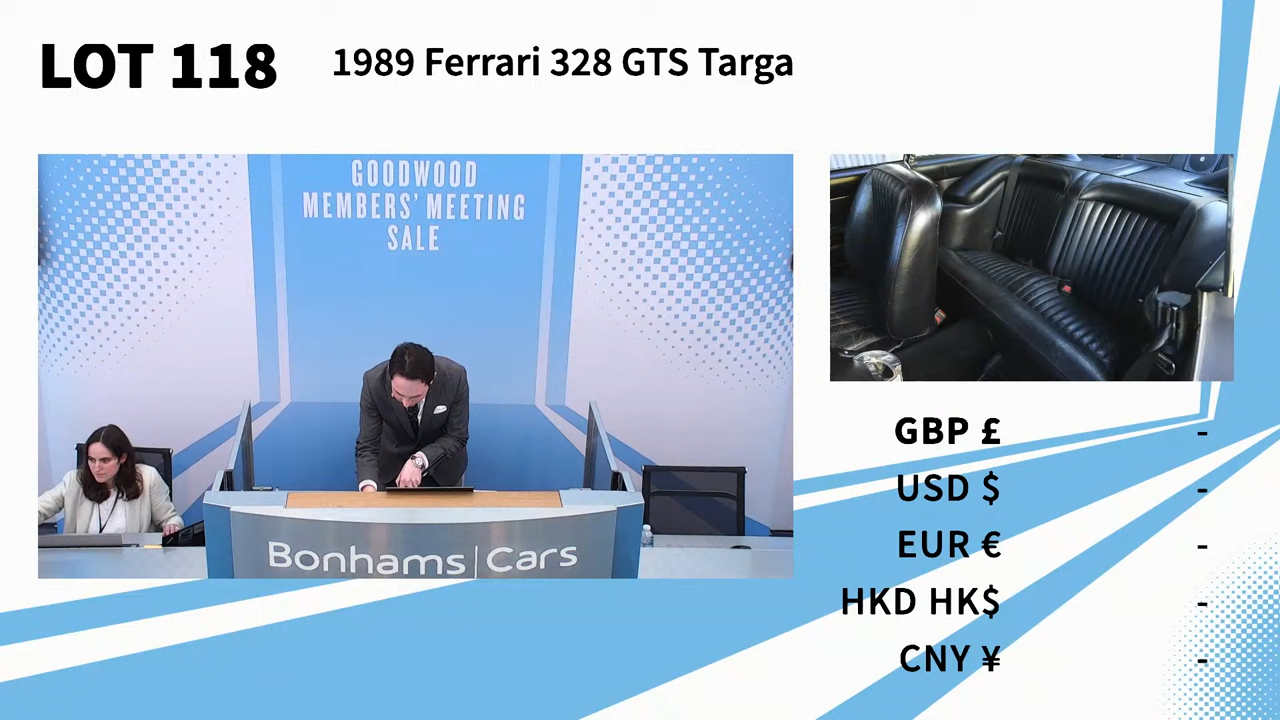 LOT 118
1989 Ferrari 328 GTS Targa
GOODWOOD
MEMBERS' MEETING
SALE
Bonhams|Cars
GBP £ -
USD $ -
EUR € -
HKD HK$ -
CNY ¥ -